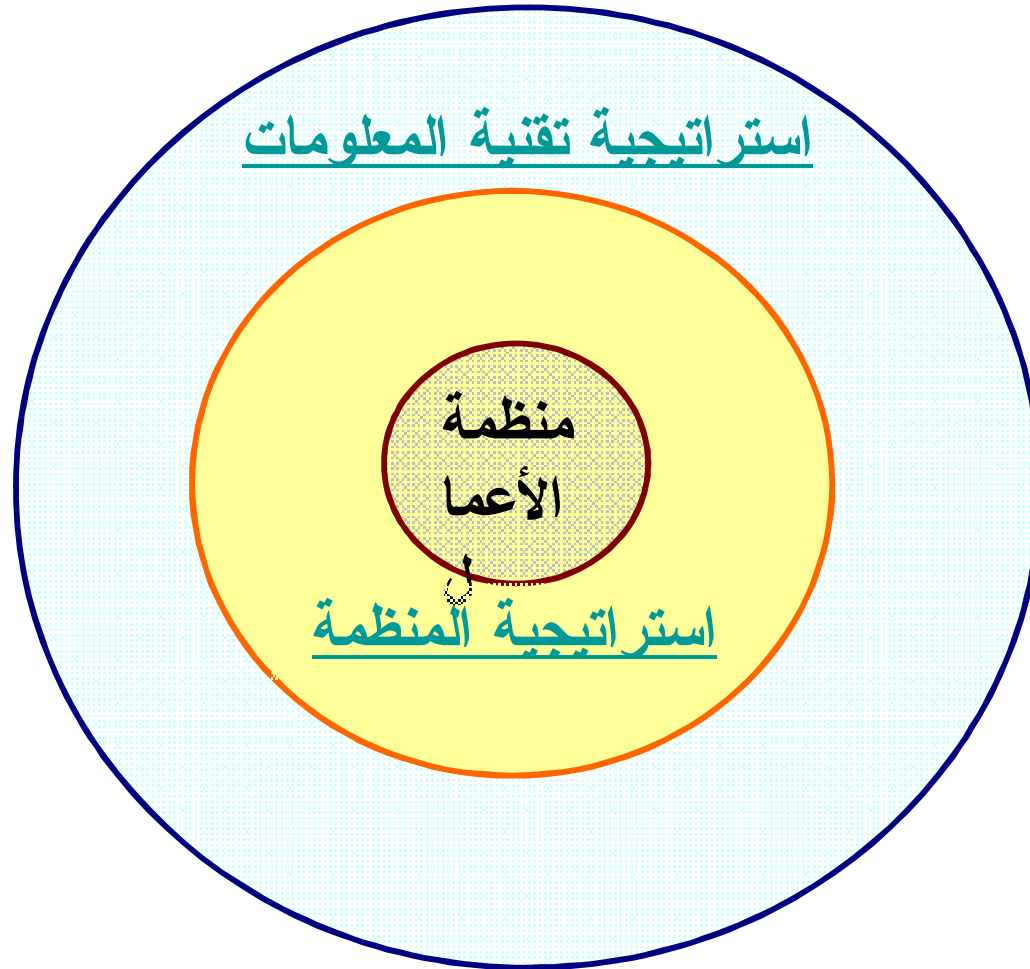 استراتيجية تقنية المعلومات
منظمة
الأعما
ل
استراتيجية المنظمة